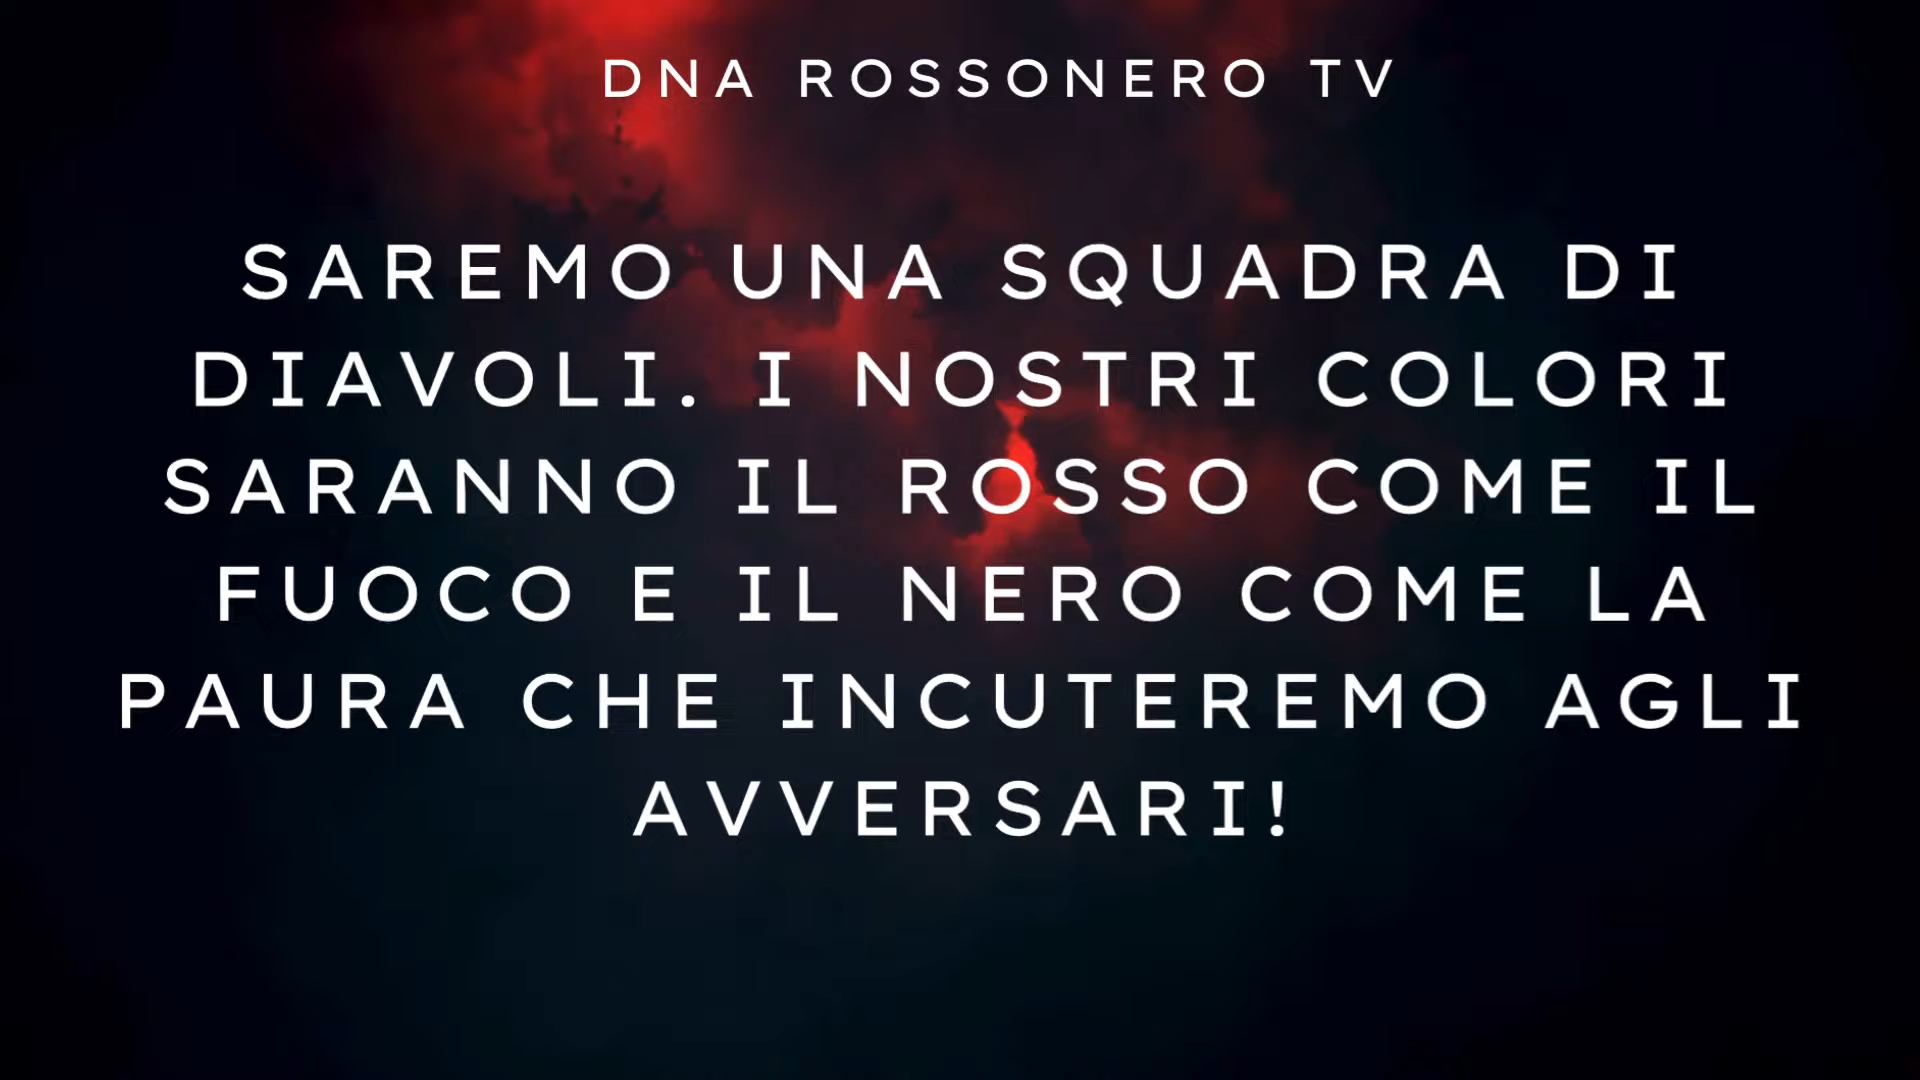 DNA ROSSONERO TV
SAREMO UNA SQUADRA DI
DIAVOLI. I NOSTRI COLORI
SARANNO IL ROSSO COME IL
FUOCO E IL NERO COME LA
PAURA CHE INCUTEREMO AGLI
AVVERSARI!